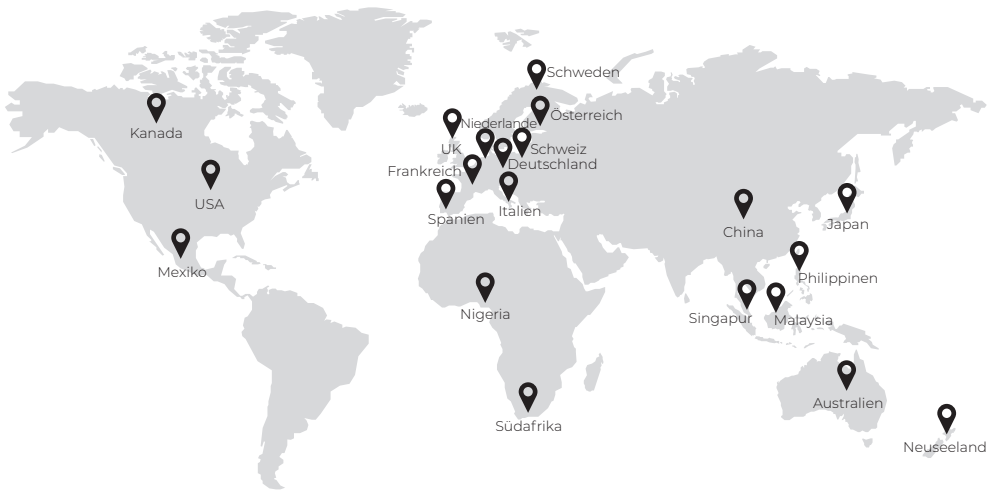 Schweden
Kanada
Österreich
Niederlande
UK
Schweiz
Deutschland
Frankreich
USA
Italien
Spanien
China
Japan
Mexiko
Philippinen
Nigeria
Singapur
Malaysia
Australien
Südafrika
Neuseeland